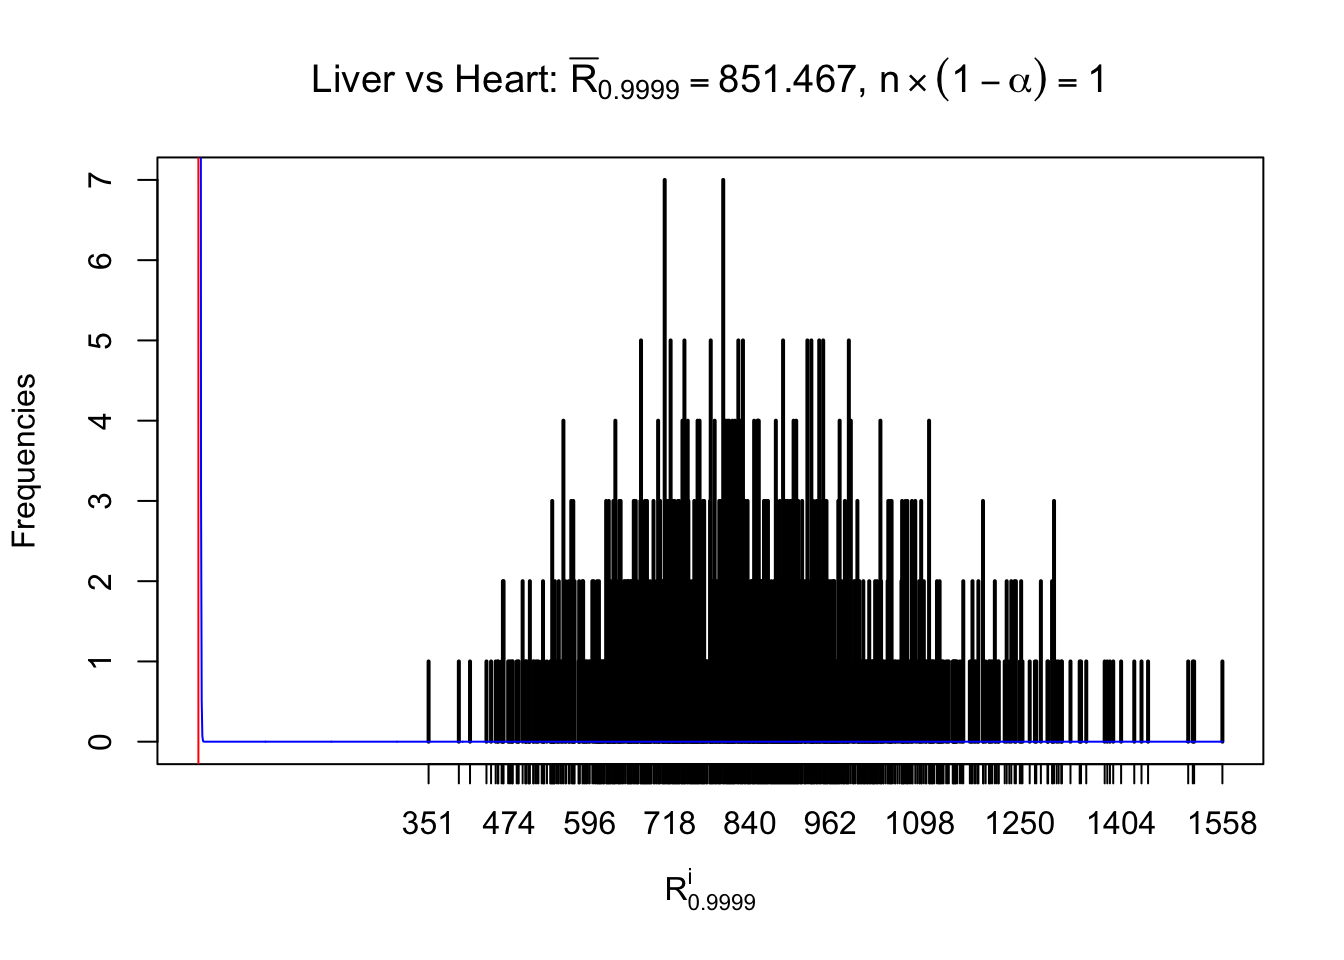 Liver vs Heart: R̅0.9999 = 851.467, n × (1 − α) = 1
Frequencies
7
6
5
4
3
2
1
0
351 474 596 718 840 962 1098 1250 1404 1558
R^i_0.9999